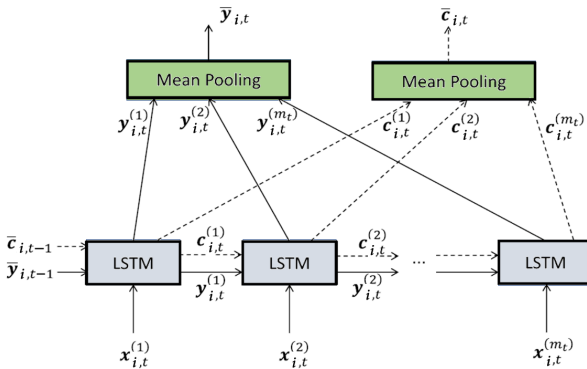 ȳ_{i,t} c̄_{i,t}
Mean Pooling Mean Pooling
y_{i,t}^{(1)} y_{i,t}^{(2)} y_{i,t}^{(m_t)} c_{i,t}^{(1)} c_{i,t}^{(2)} c_{i,t}^{(m_t)}
c̄_{i,t−1} c_{i,t}^{(1)} c_{i,t}^{(2)}
LSTM LSTM ... LSTM
ȳ_{i,t−1} y_{i,t}^{(1)} y_{i,t}^{(2)}
x_{i,t}^{(1)} x_{i,t}^{(2)} x_{i,t}^{(m_t)}